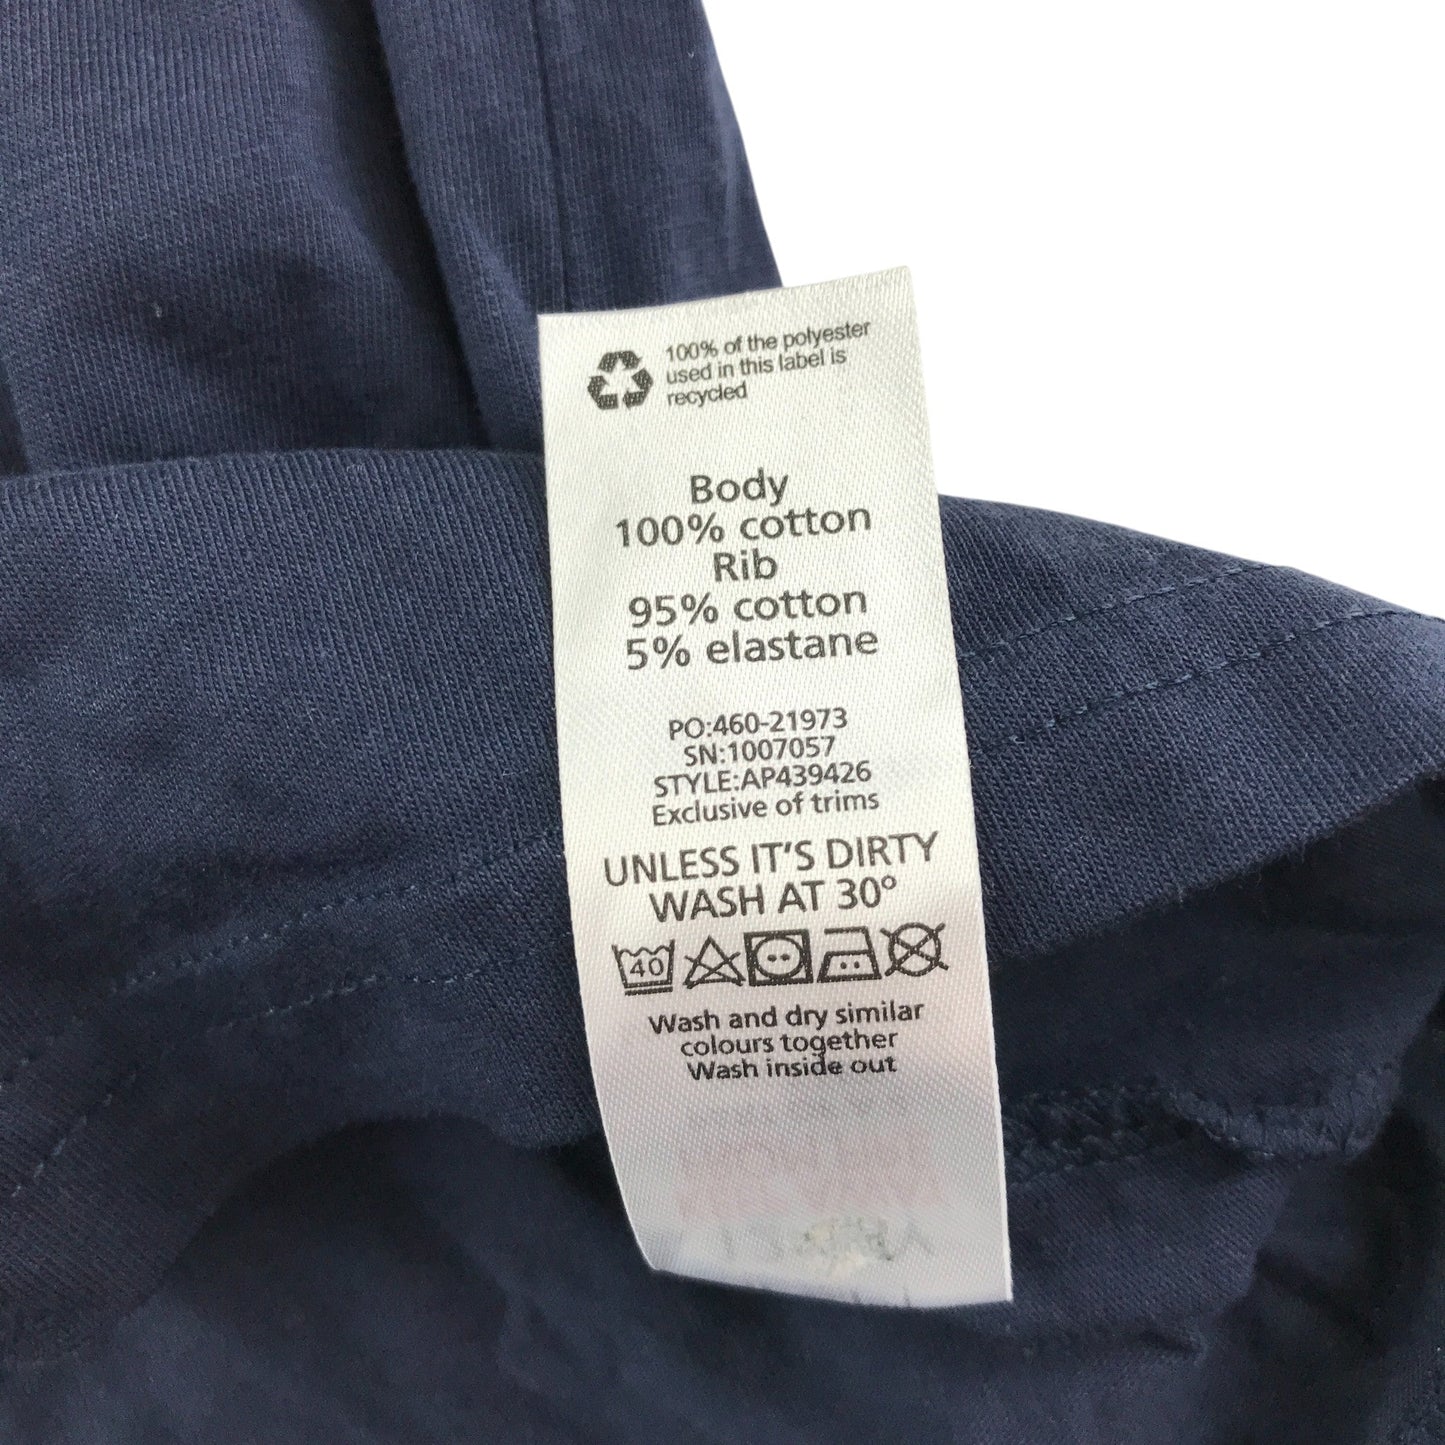 100% of the polyester
used in this label is
recycled
Body
100% cotton
Rib
95% cotton
5% elastane
PO:460-21973
SN:1007057
STYLE:AP439426
Exclusive of trims
UNLESS IT'S DIRTY
WASH AT 30°
40
Wash and dry similar
colours together
Wash inside out